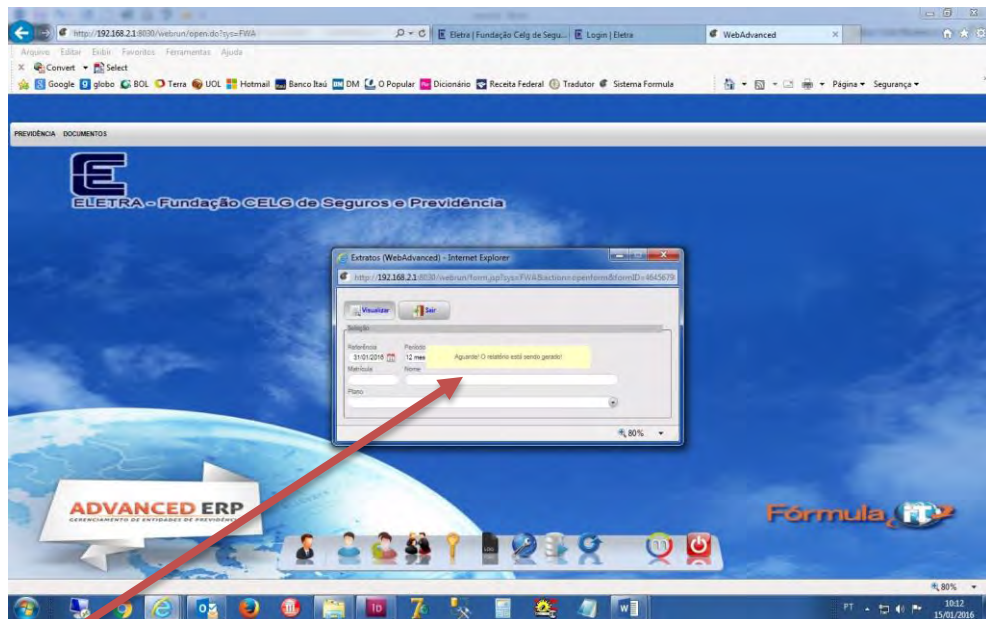 http://192.168.2.1:8030/webrun/open.do?sys=FWA
Eletra | Fundação Celg de Segu...
Login | Eletra
WebAdvanced
Arquivo Editar Exibir Favoritos Ferramentas Ajuda
Convert Select
Google globo BOL Terra UOL Hotmail Banco Itaú DM O Popular Dicionário Receita Federal Tradutor Sistema Formula
Página Segurança
PREVIDÊNCIA DOCUMENTOS
ELETRA - Fundação CELG de Seguros e Previdência
Extratos (WebAdvanced) - Internet Explorer
http://192.168.2.1:8030/webrun/form.jsp?sys=FWA&action=openform&formID=4645679
Visualizar Sair
Seleção
Referência Período
31/01/2016 12 mes
Aguarde! O relatório está sendo gerado!
Matrícula Nome
Plano
80%
ADVANCED ERP
GERENCIAMENTO DE ENTIDADES DE PREVIDÊNCIA
Fórmula
LOG
11
80%
ID
PT
10:12
15/01/2016